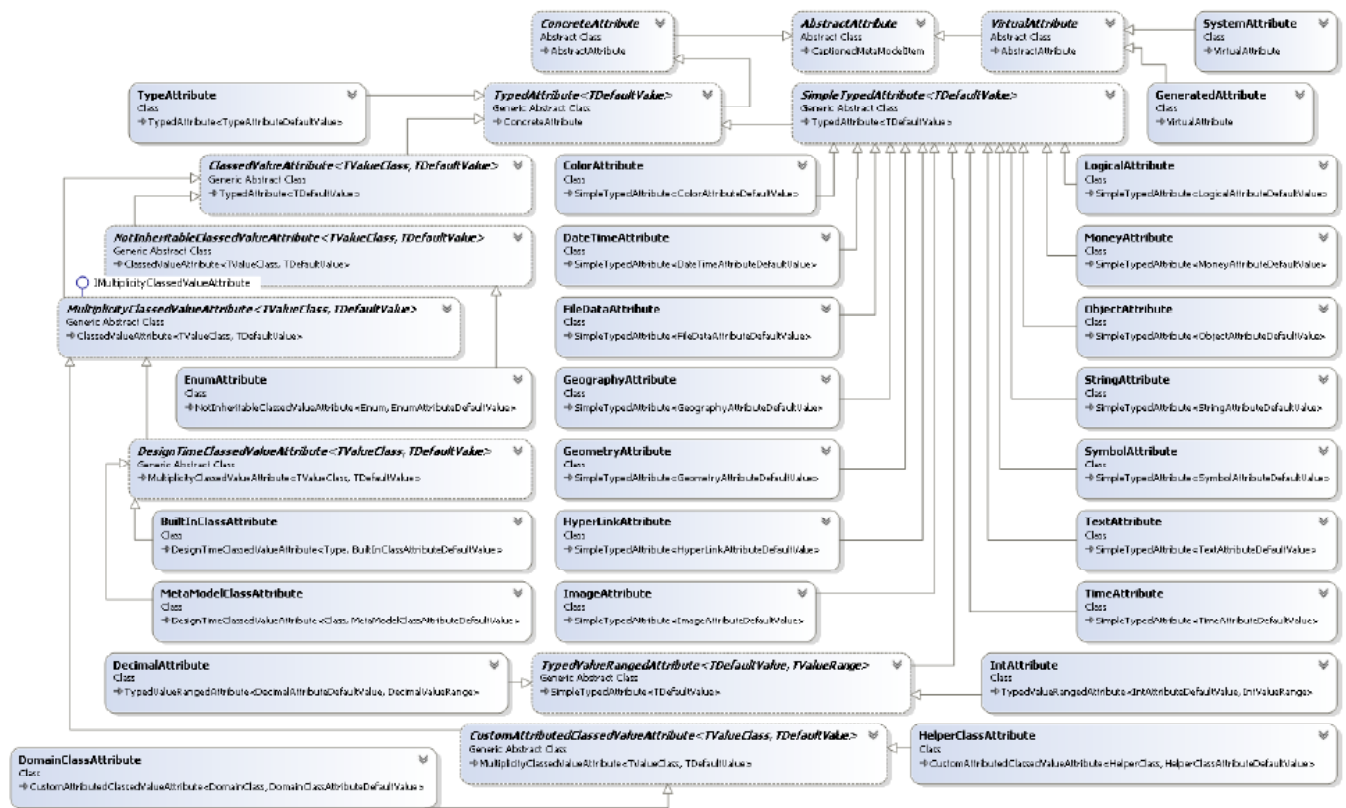 ConcreteAttribute
Abstract Class
AbstractAttribute
AbstractAttribute
Abstract Class
CaptionedMetaModelItem
VirtualAttribute
Abstract Class
AbstractAttribute
SystemAttribute
Class
VirtualAttribute
TypeAttribute
Class
TypedAttribute<TypeAttributeDefaultValue>
TypedAttribute<TDefaultValue>
Generic Abstract Class
ConcreteAttribute
SimpleTypedAttribute<TDefaultValue>
Generic Abstract Class
TypedAttribute<TDefaultValue>
GeneratedAttribute
Class
VirtualAttribute
ClassedValueAttribute<TValueClass, TDefaultValue>
Generic Abstract Class
TypedAttribute<TDefaultValue>
ColorAttribute
Class
SimpleTypedAttribute<ColorAttributeDefaultValue>
LogicalAttribute
Class
SimpleTypedAttribute<LogicalAttributeDefaultValue>
NotInheritableClassedValueAttribute<TValueClass, TDefaultValue>
Generic Abstract Class
ClassedValueAttribute<TValueClass, TDefaultValue>
DateTimeAttribute
Class
SimpleTypedAttribute<DateTimeAttributeDefaultValue>
MoneyAttribute
Class
SimpleTypedAttribute<MoneyAttributeDefaultValue>
IMultiplicityClassedValueAttribute
MultiplicityClassedValueAttribute<TValueClass, TDefaultValue>
Generic Abstract Class
ClassedValueAttribute<TValueClass, TDefaultValue>
FileDataAttribute
Class
SimpleTypedAttribute<FileDataAttributeDefaultValue>
ObjectAttribute
Class
SimpleTypedAttribute<ObjectAttributeDefaultValue>
EnumAttribute
Class
NotInheritableClassedValueAttribute<Enum, EnumAttributeDefaultValue>
GeographyAttribute
Class
SimpleTypedAttribute<GeographyAttributeDefaultValue>
StringAttribute
Class
SimpleTypedAttribute<StringAttributeDefaultValue>
DesignTimeClassedValueAttribute<TValueClass, TDefaultValue>
Generic Abstract Class
MultiplicityClassedValueAttribute<TValueClass, TDefaultValue>
GeometryAttribute
Class
SimpleTypedAttribute<GeometryAttributeDefaultValue>
SymbolAttribute
Class
SimpleTypedAttribute<SymbolAttributeDefaultValue>
BuiltInClassAttribute
Class
DesignTimeClassedValueAttribute<Type, BuiltInClassAttributeDefaultValue>
HyperLinkAttribute
Class
SimpleTypedAttribute<HyperLinkAttributeDefaultValue>
TextAttribute
Class
SimpleTypedAttribute<TextAttributeDefaultValue>
MetaModelClassAttribute
Class
DesignTimeClassedValueAttribute<Class, MetaModelClassAttributeDefaultValue>
ImageAttribute
Class
SimpleTypedAttribute<ImageAttributeDefaultValue>
TimeAttribute
Class
SimpleTypedAttribute<TimeAttributeDefaultValue>
DecimalAttribute
Class
TypedValueRangedAttribute<DecimalAttributeDefaultValue, DecimalValueRange>
TypedValueRangedAttribute<TDefaultValue, TValueRange>
Generic Abstract Class
SimpleTypedAttribute<TDefaultValue>
IntAttribute
Class
TypedValueRangedAttribute<IntAttributeDefaultValue, IntValueRange>
CustomAttributedClassedValueAttribute<TValueClass, TDefaultValue>
Generic Abstract Class
MultiplicityClassedValueAttribute<TValueClass, TDefaultValue>
HelperClassAttribute
Class
CustomAttributedClassedValueAttribute<HelperClass, HelperClassAttributeDefaultValue>
DomainClassAttribute
Class
CustomAttributedClassedValueAttribute<DomainClass, DomainClassAttributeDefaultValue>